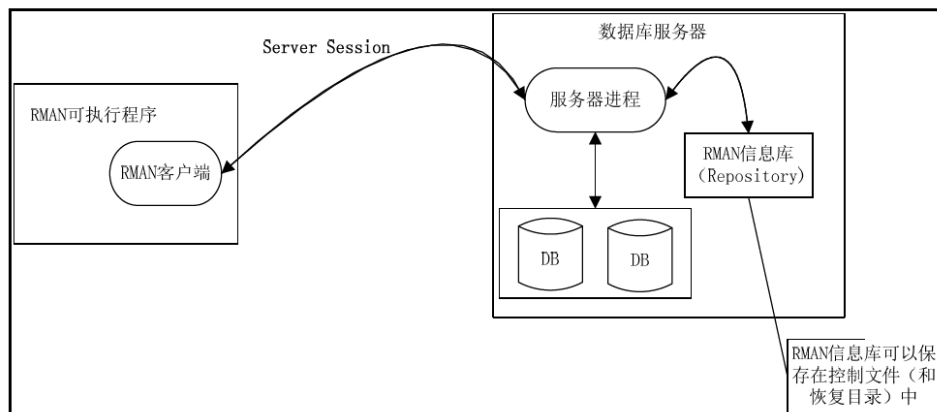 Server Session
数据库服务器
RMAN可执行程序
RMAN客户端
服务器进程
RMAN信息库
（Repository)
DB
DB
RMAN信息库可以保
存在控制文件（和
恢复目录）中